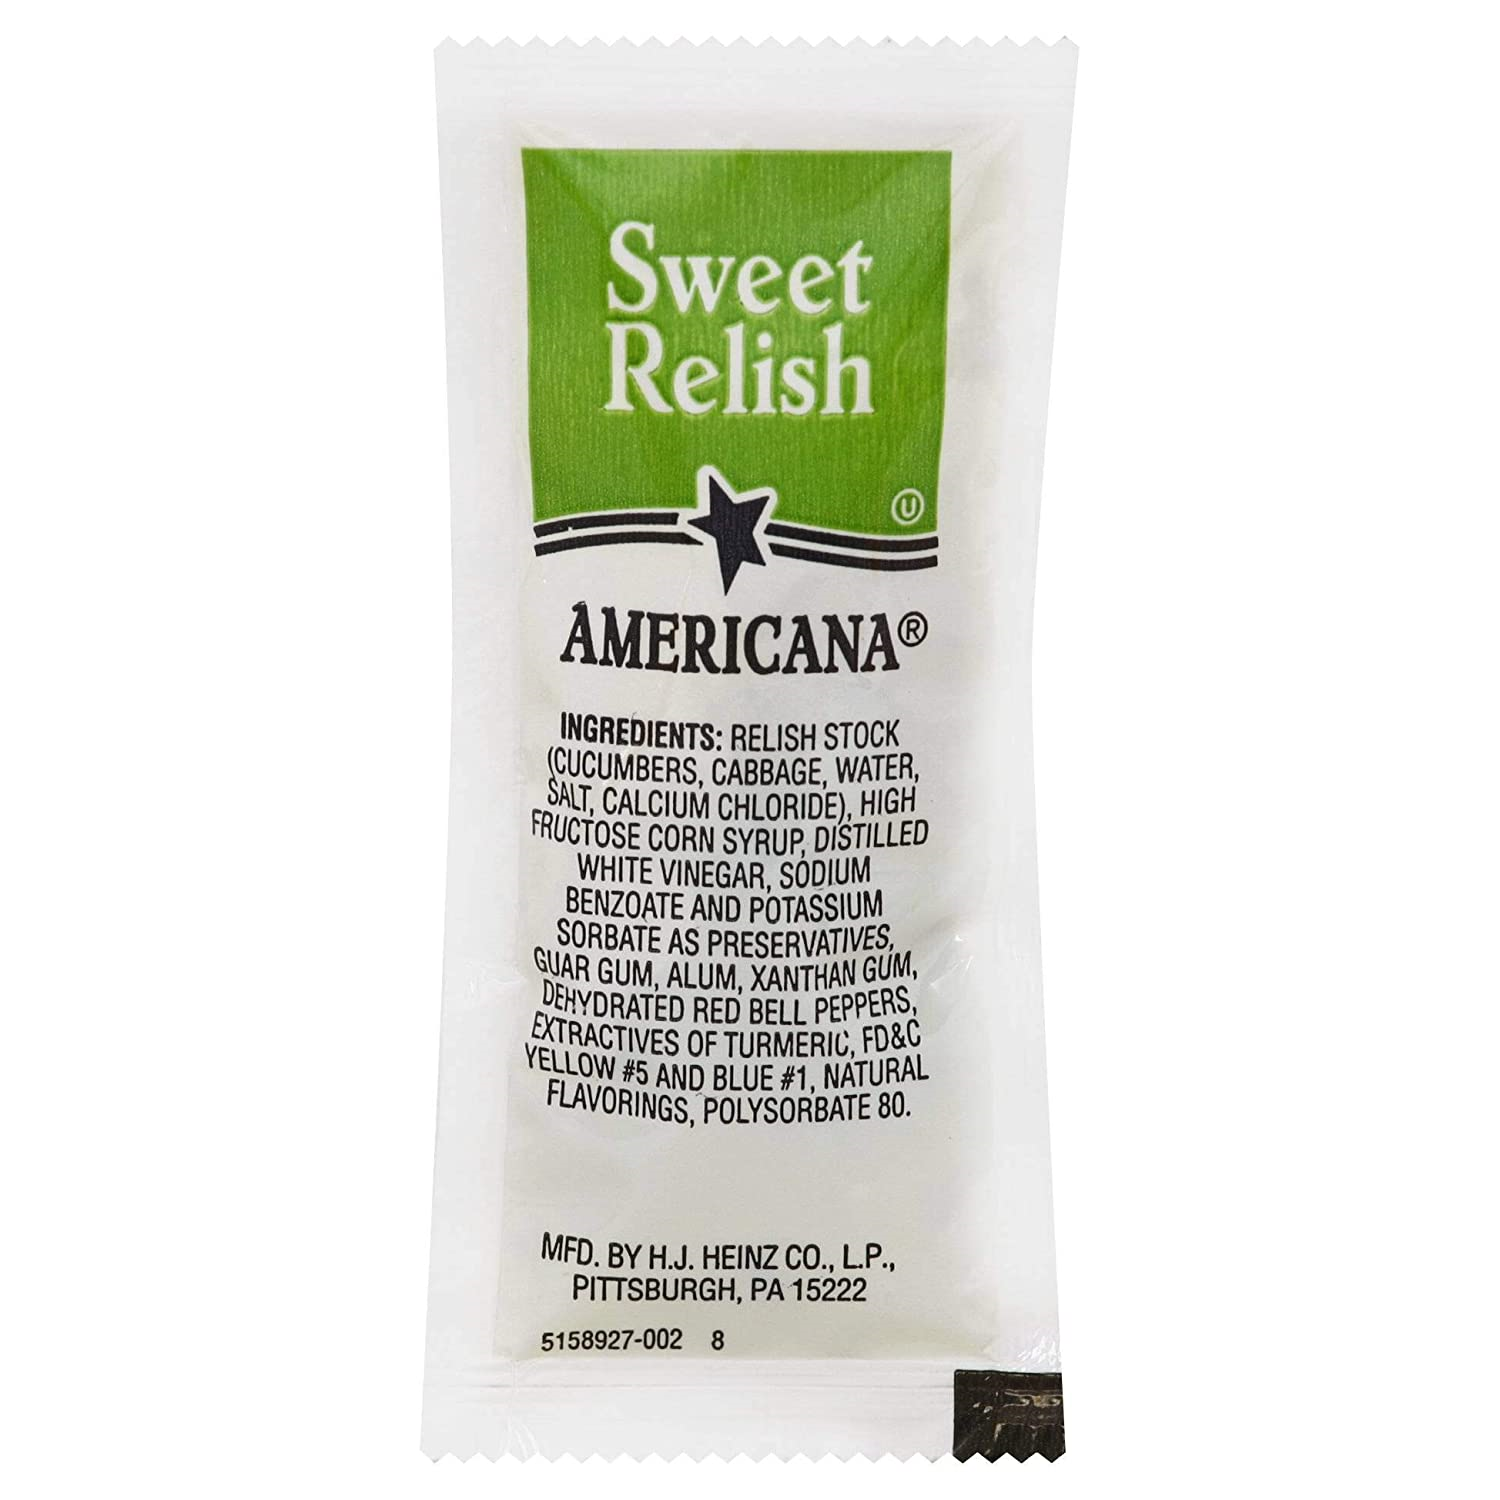 Sweet
Relish
U
AMERICANA®
INGREDIENTS: RELISH STOCK
(CUCUMBERS, CABBAGE, WATER,
SALT, CALCIUM CHLORIDE), HIGH
FRUCTOSE CORN SYRUP, DISTILLED
WHITE VINEGAR, SODIUM
BENZOATE AND POTASSIUM
SORBATE AS PRESERVATIVES,
GUAR GUM, ALUM, XANTHAN GUM,
DEHYDRATED RED BELL PEPPERS,
EXTRACTIVES OF TURMERIC, FD&C
YELLOW #5 AND BLUE #1, NATURAL
FLAVORINGS, POLYSORBATE 80.
MFD. BY H.J. HEINZ CO., L.P.,
PITTSBURGH, PA 15222
5158927-002 8